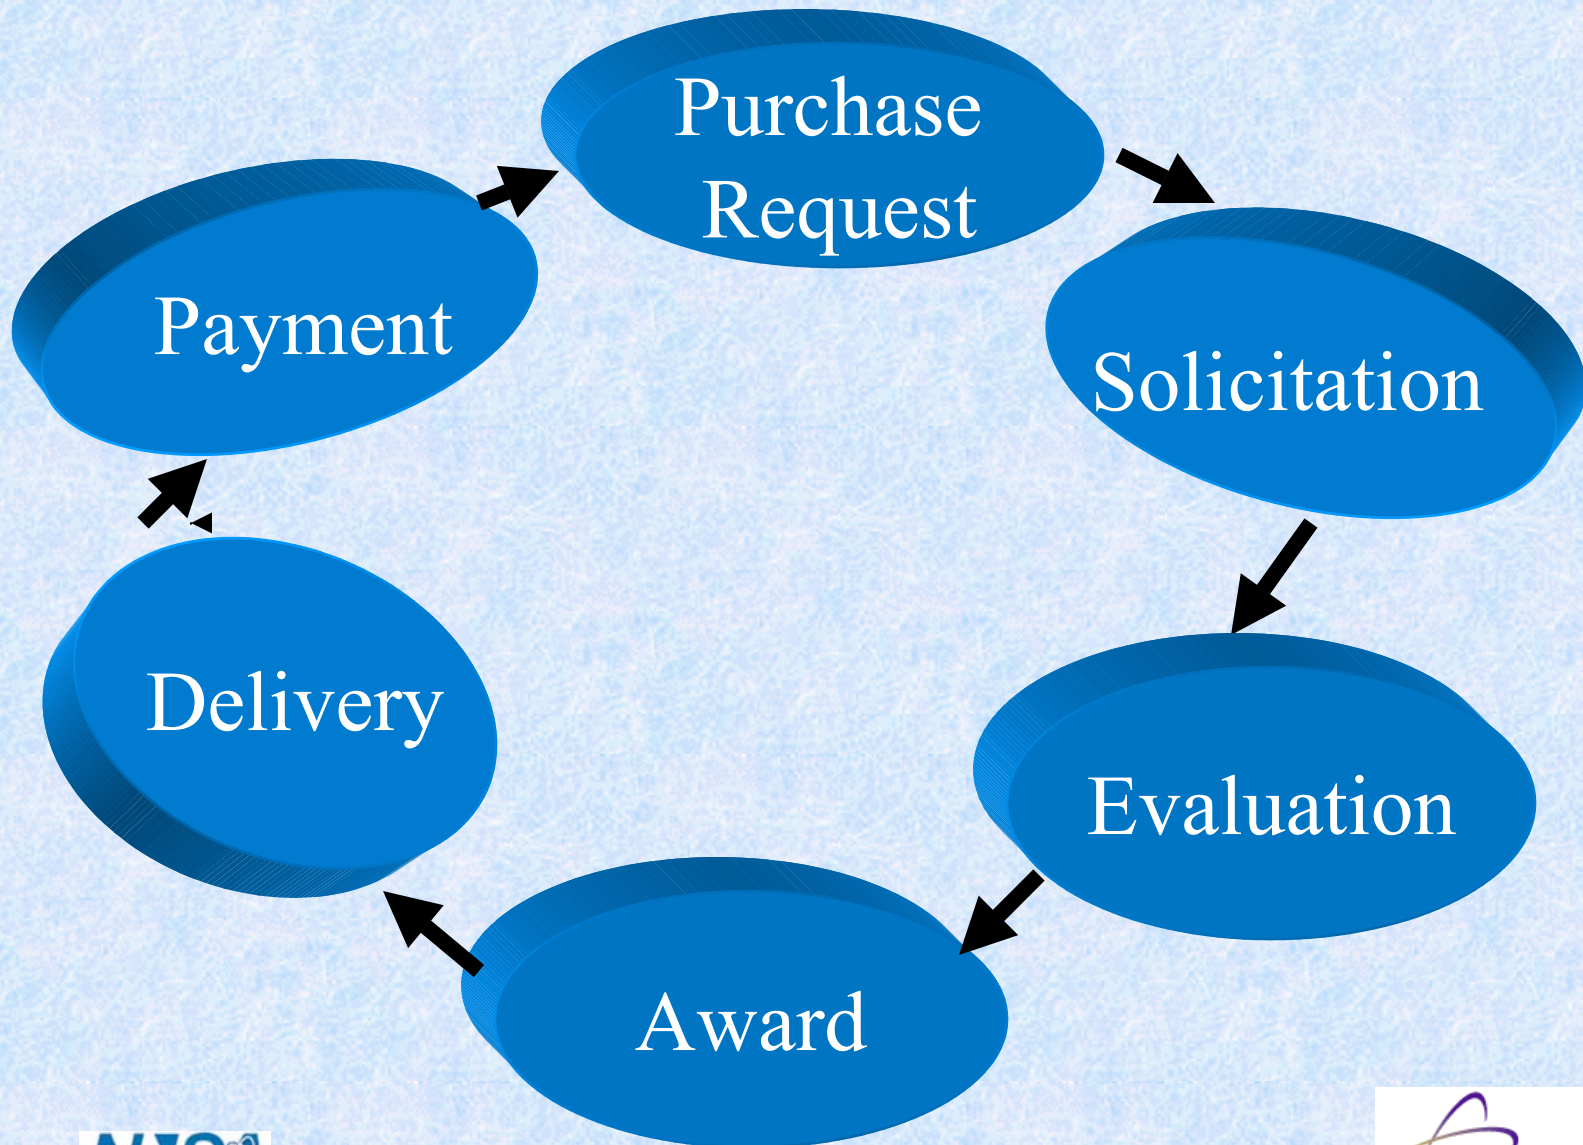 Purchase
Request
Solicitation
Evaluation
Award
Delivery
Payment